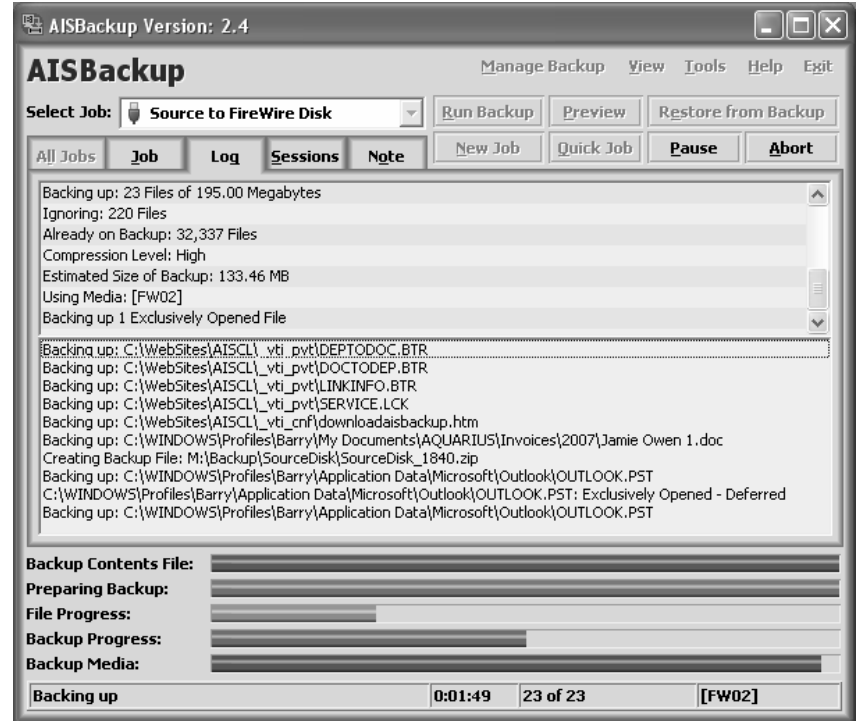 AISBackup Version: 2.4
AISBackup
Manage Backup View Tools Help Exit
Select Job: Source to FireWire Disk
Run Backup Preview Restore from Backup
All Jobs Job Log Sessions Note
New Job Quick Job Pause Abort
Backing up: 23 Files of 195.00 Megabytes
Ignoring: 220 Files
Already on Backup: 32,337 Files
Compression Level: High
Estimated Size of Backup: 133.46 MB
Using Media: [FW02]
Backing up 1 Exclusively Opened File
Backing up: C:\WebSites\AISCL\_vti_pvt\DEPTODOC.BTR
Backing up: C:\WebSites\AISCL\_vti_pvt\DOCTODEP.BTR
Backing up: C:\WebSites\AISCL\_vti_pvt\LINKINFO.BTR
Backing up: C:\WebSites\AISCL\_vti_pvt\SERVICE.LCK
Backing up: C:\WebSites\AISCL\_vti_cnf\downloadaisbackup.htm
Backing up: C:\WINDOWS\Profiles\Barry\My Documents\AQUARIUS\Invoices\2007\Jamie Owen 1.doc
Creating Backup File: M:\Backup\SourceDisk\SourceDisk_1840.zip
Backing up: C:\WINDOWS\Profiles\Barry\Application Data\Microsoft\Outlook\OUTLOOK.PST
C:\WINDOWS\Profiles\Barry\Application Data\Microsoft\Outlook\OUTLOOK.PST: Exclusively Opened - Deferred
Backing up: C:\WINDOWS\Profiles\Barry\Application Data\Microsoft\Outlook\OUTLOOK.PST
Backup Contents File:
Preparing Backup:
File Progress:
Backup Progress:
Backup Media:
Backing up 0:01:49 23 of 23 [FW02]